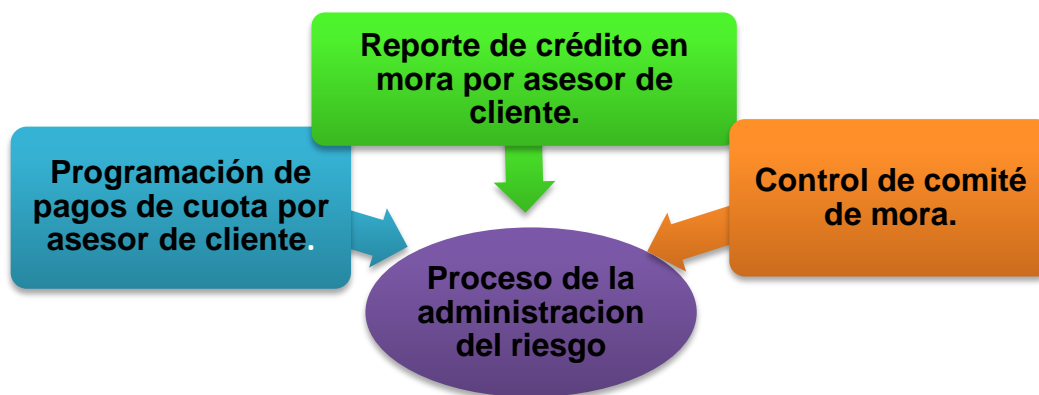 Reporte de crédito en
mora por asesor de
cliente.
Programación de
pagos de cuota por
asesor de cliente.
Control de comité
de mora.
Proceso de la
administracion
del riesgo